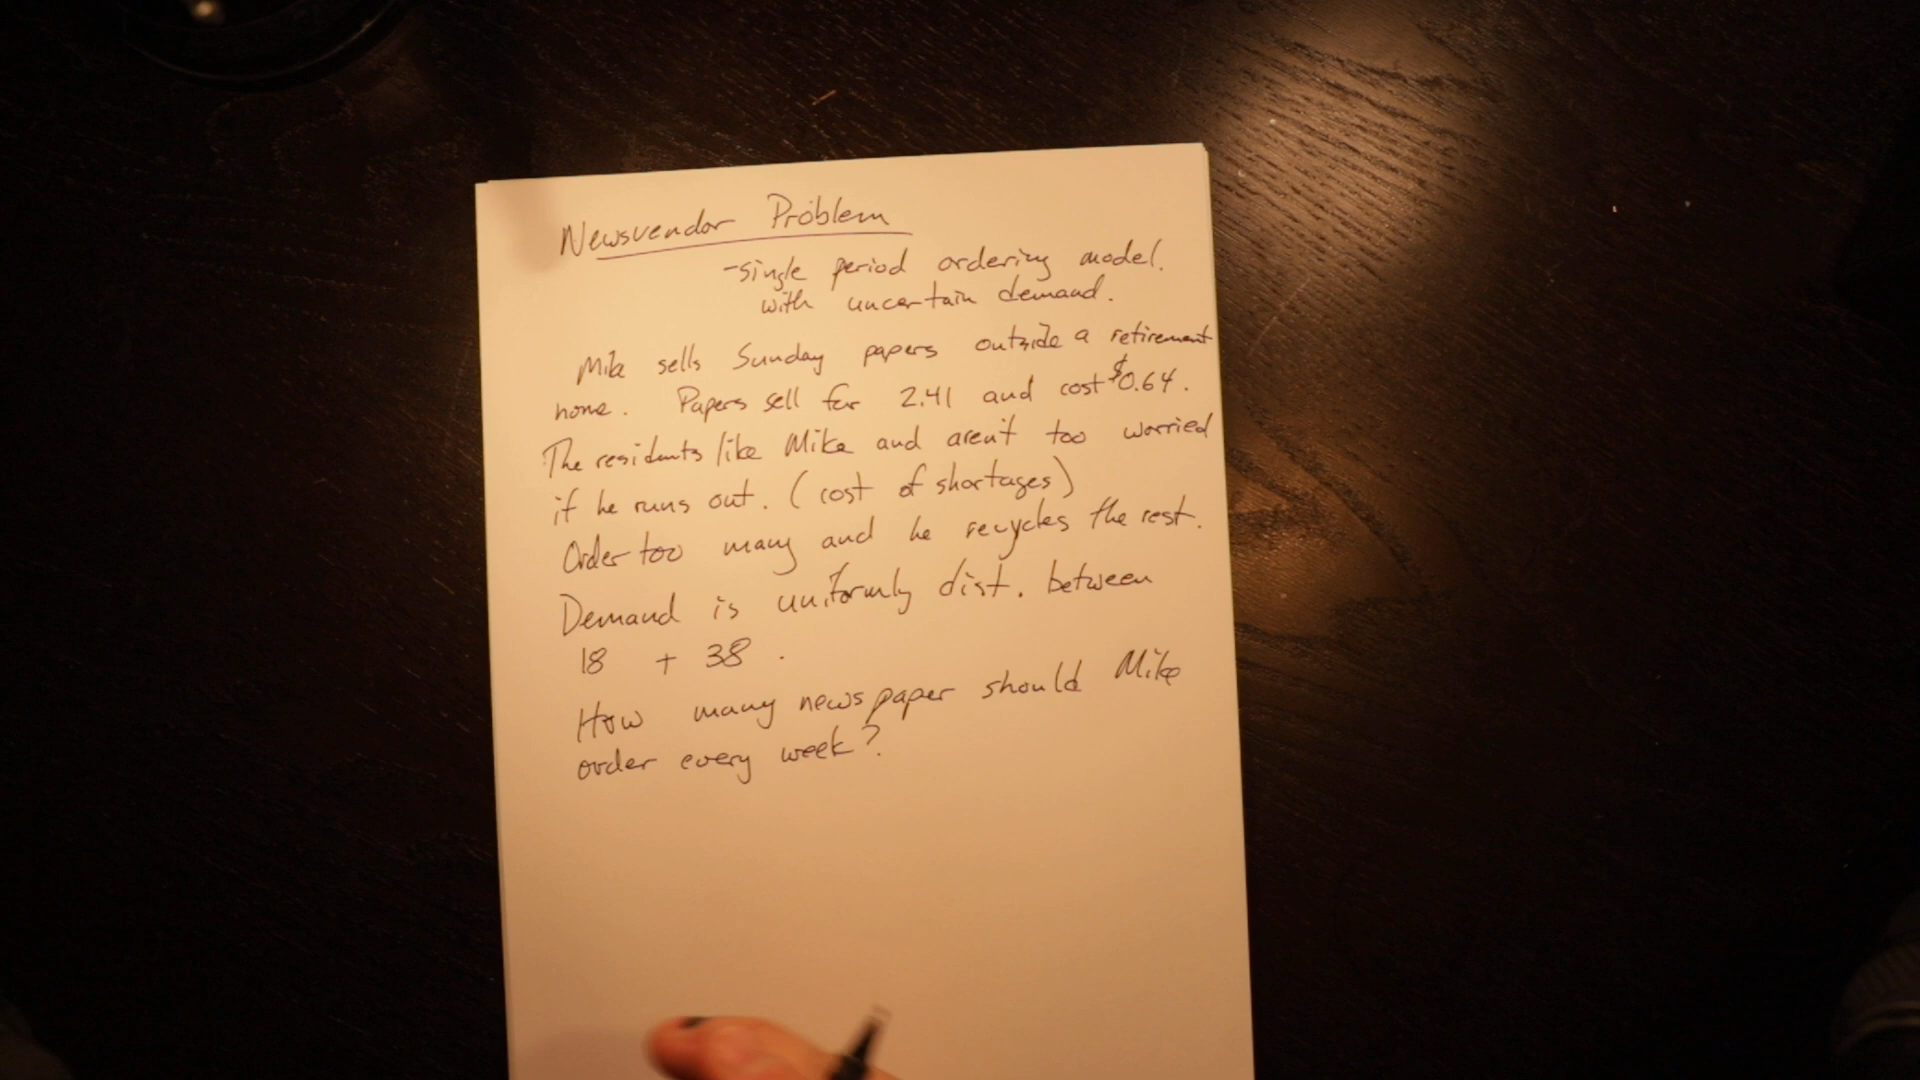 Newsvendor Problem
-single period ordering model.
with uncertain demand.
Mike sells Sunday papers outside a retirement
home. Papers sell for 2.41 and cost $0.64.
The residents like Mike and aren't too worried
if he runs out. (cost of shortages)
Order too many and he recycles the rest.
Demand is uniformly dist. between
18 + 38.
How many newspaper should Mike
order every week?